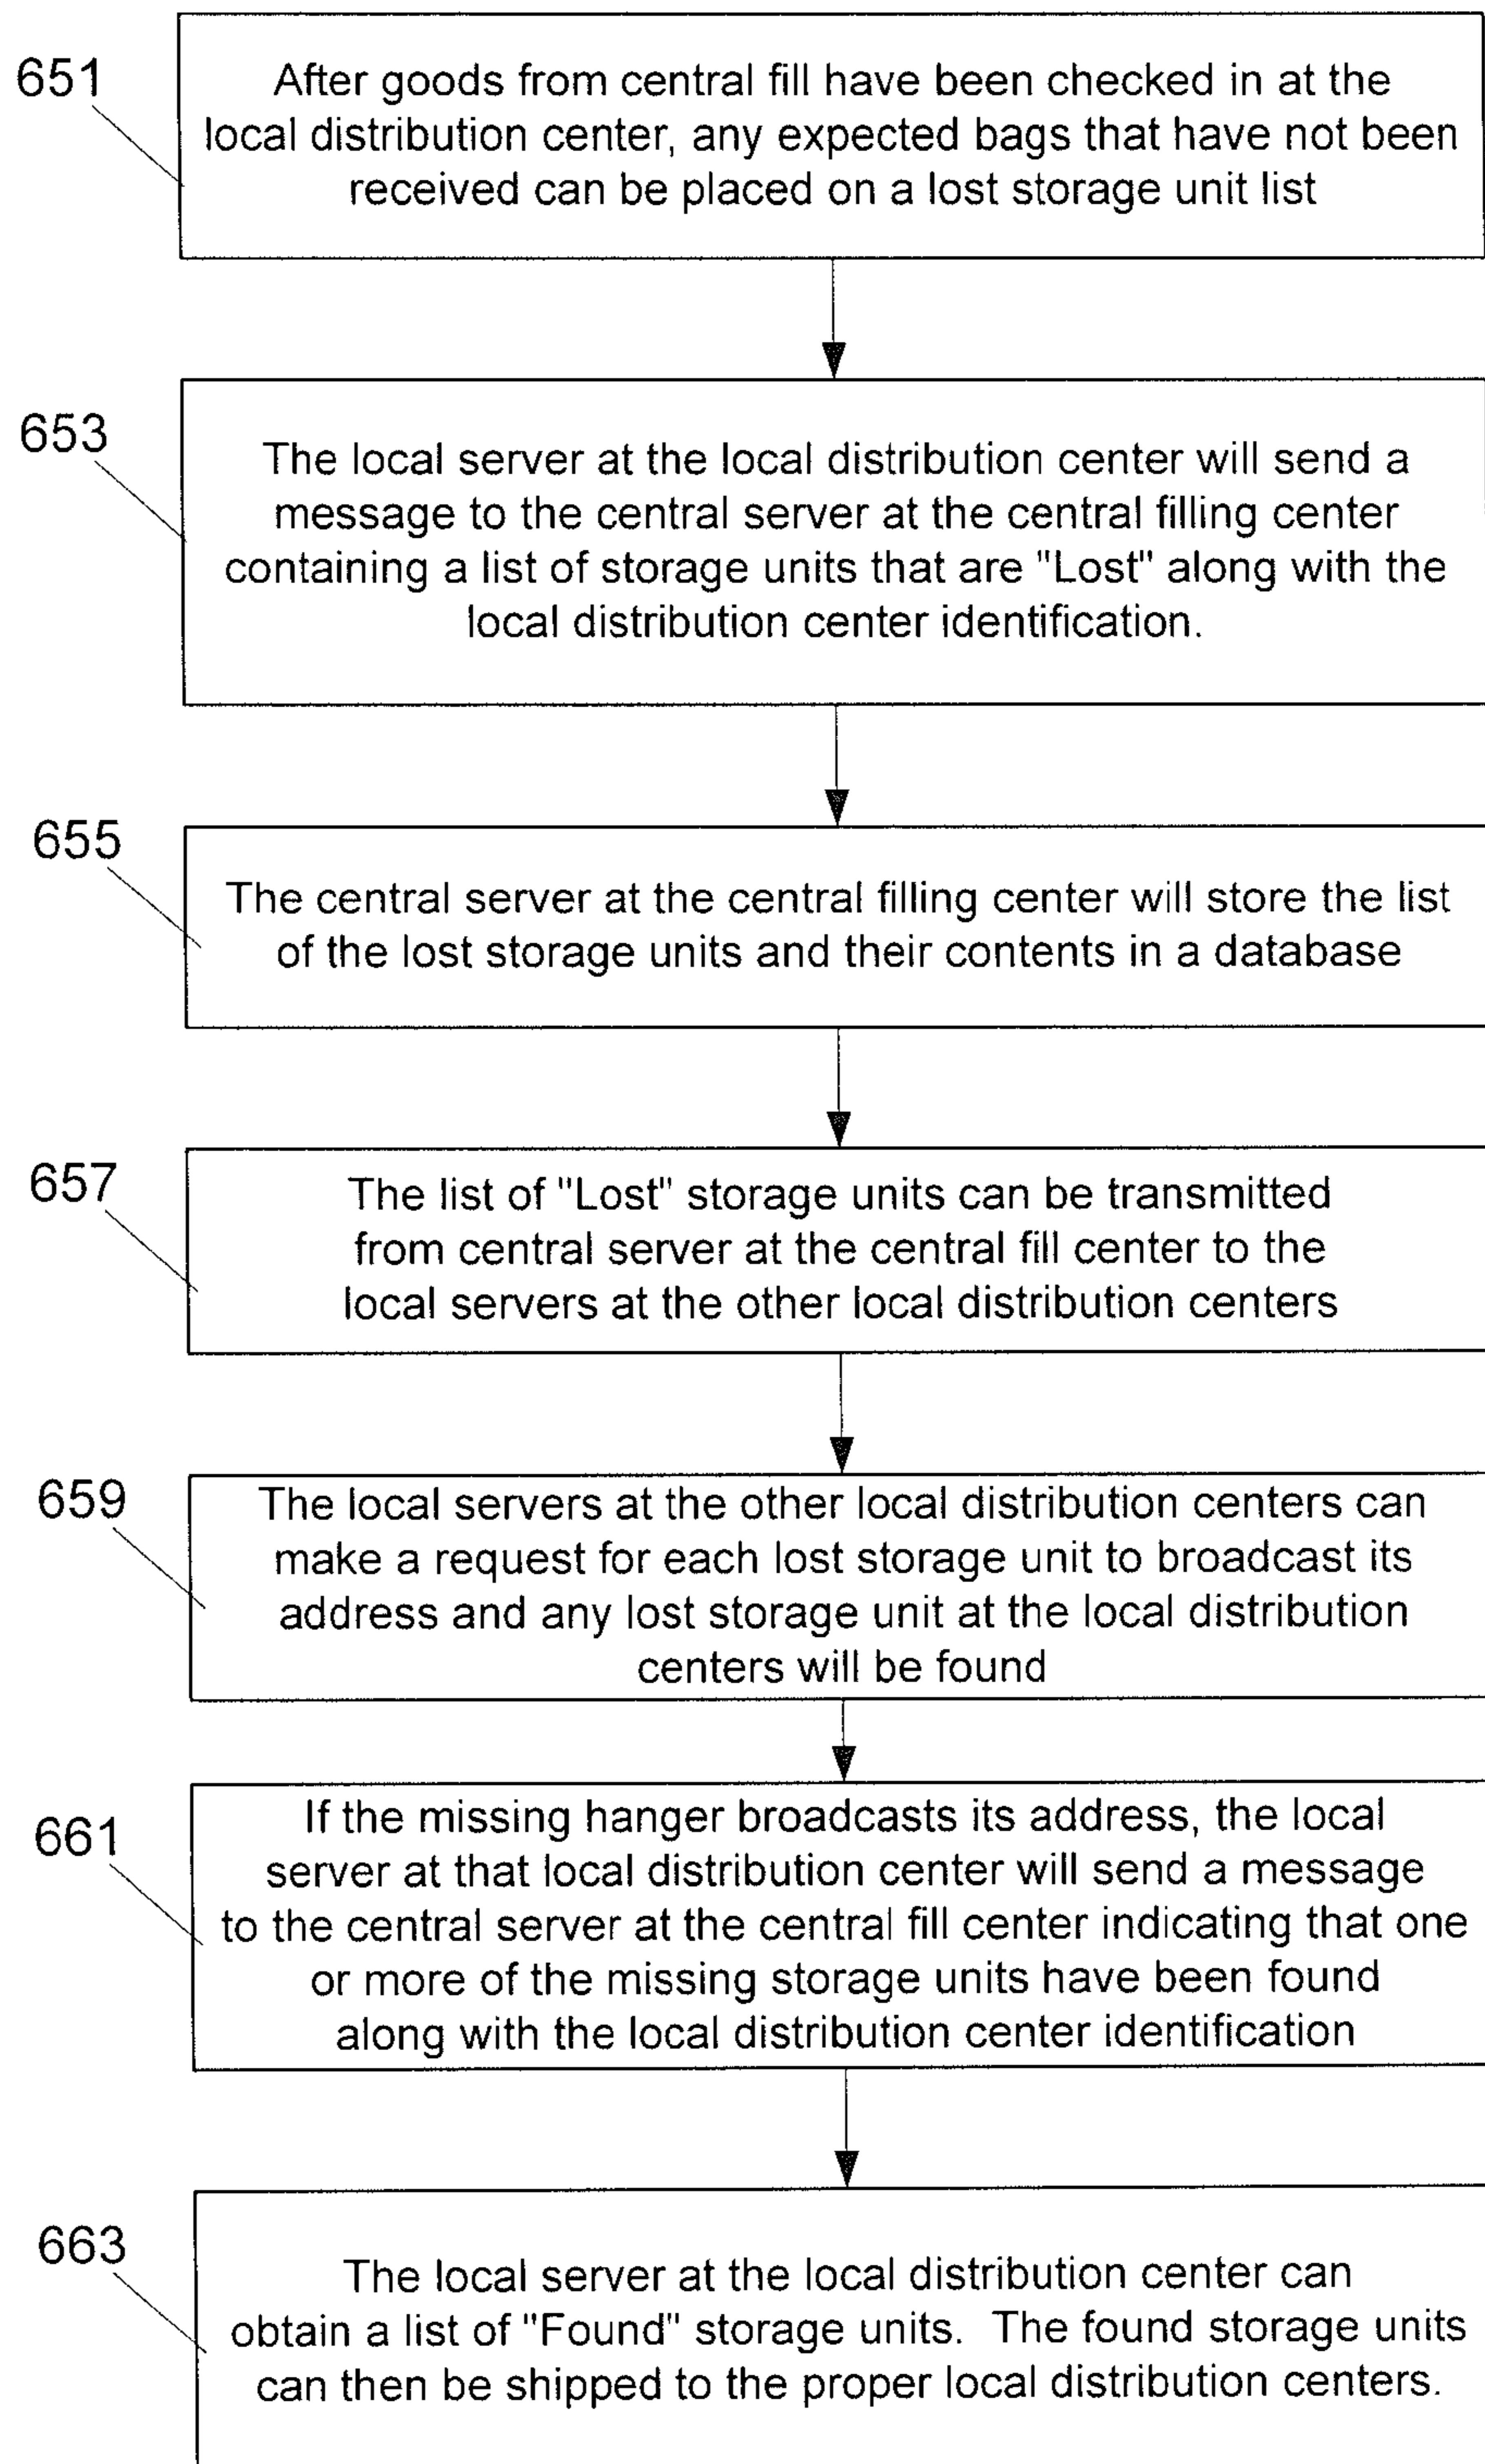 651
After goods from central fill have been checked in at the
local distribution center, any expected bags that have not been
received can be placed on a lost storage unit list
653
The local server at the local distribution center will send a
message to the central server at the central filling center
containing a list of storage units that are "Lost" along with the
local distribution center identification.
655
The central server at the central filling center will store the list
of the lost storage units and their contents in a database
657
The list of "Lost" storage units can be transmitted
from central server at the central fill center to the
local servers at the other local distribution centers
659
The local servers at the other local distribution centers can
make a request for each lost storage unit to broadcast its
address and any lost storage unit at the local distribution
centers will be found
661
If the missing hanger broadcasts its address, the local
server at that local distribution center will send a message
to the central server at the central fill center indicating that one
or more of the missing storage units have been found
along with the local distribution center identification
663
The local server at the local distribution center can
obtain a list of "Found" storage units. The found storage units
can then be shipped to the proper local distribution centers.